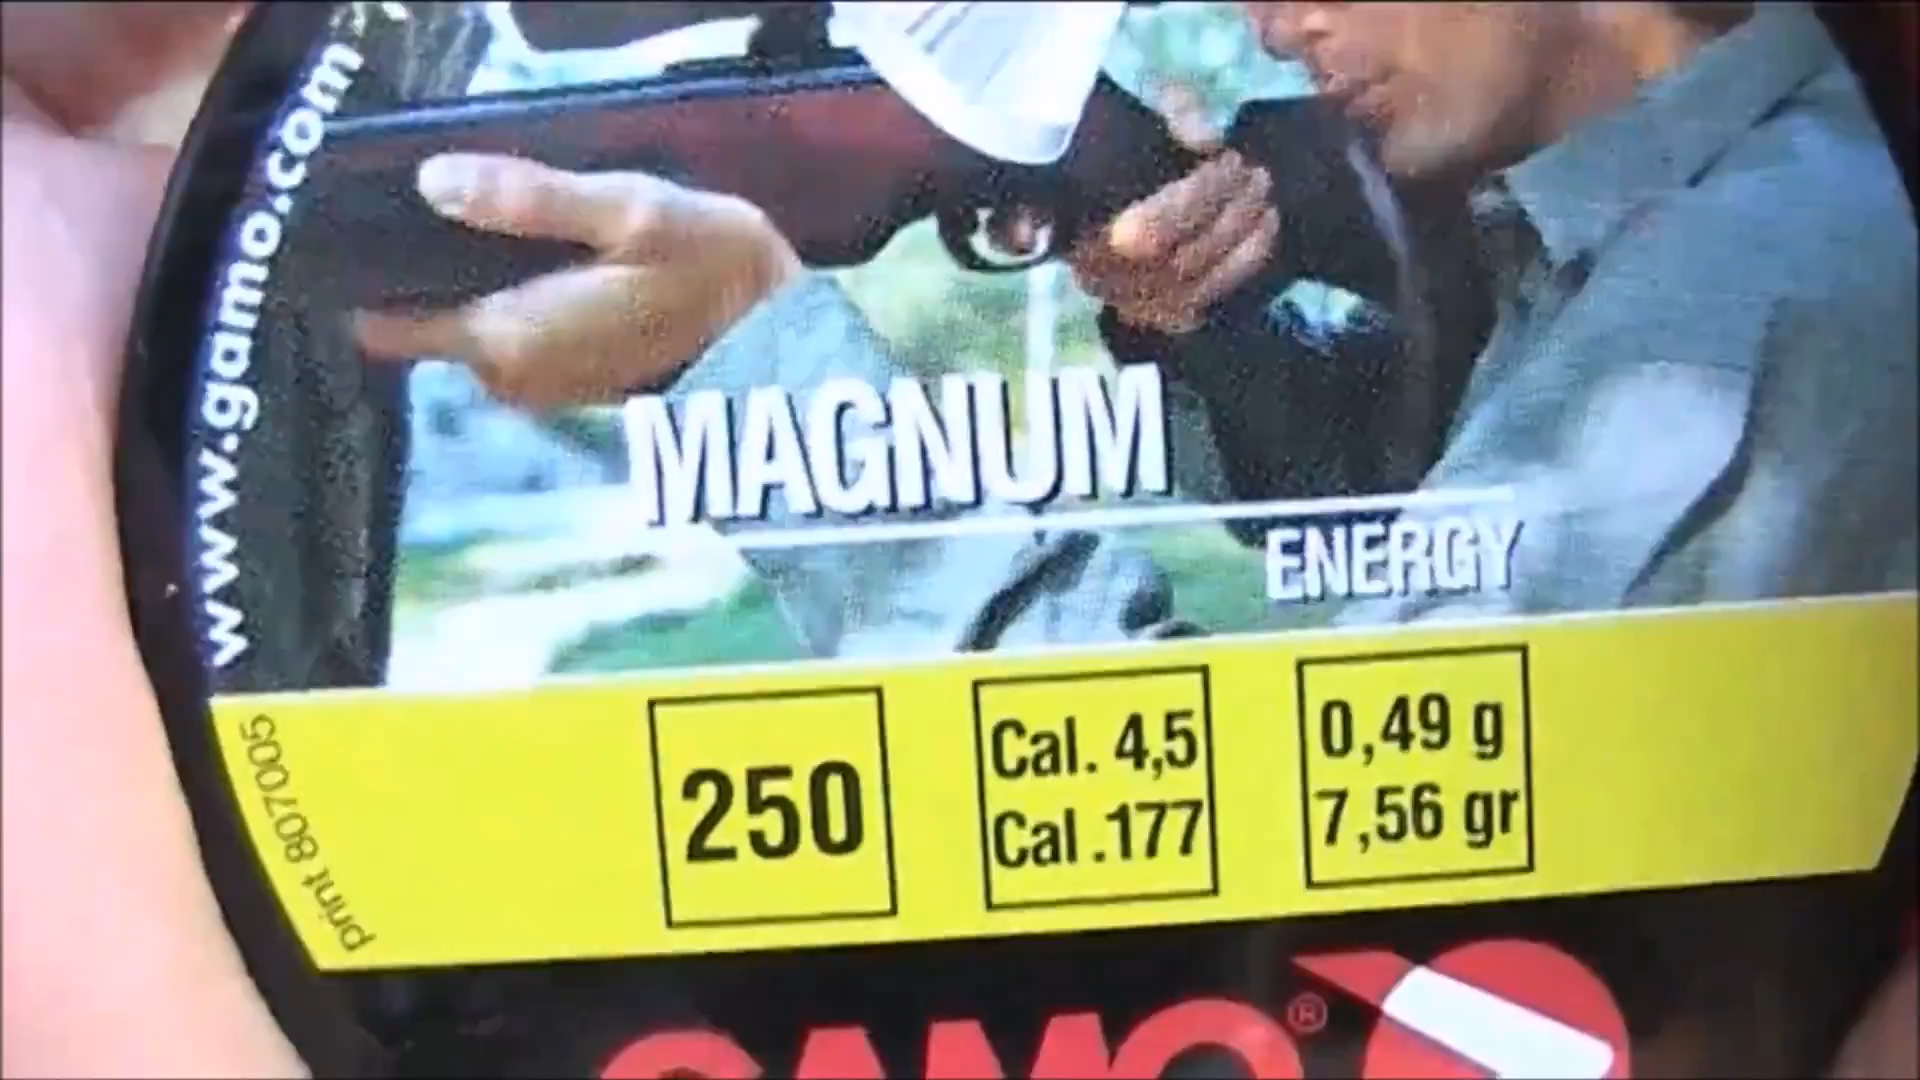 www.gamo.com
MAGNUM
ENERGY
250
Cal. 4,5
Cal .177
0,49 g
7,56 gr
print 807005
GAMO®